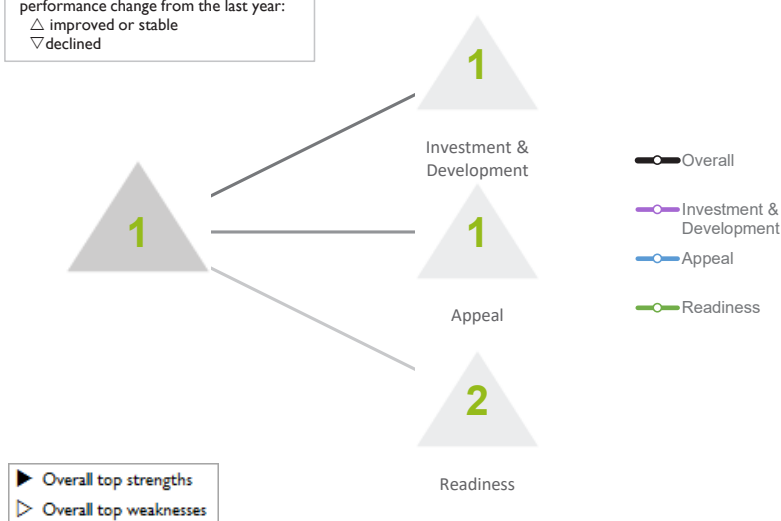 performance change from the last year:
△ improved or stable
▽ declined
1
Investment &
Development
1
1
Appeal
2
Readiness
Overall
Investment &
Development
Appeal
Readiness
▶ Overall top strengths
▷ Overall top weaknesses